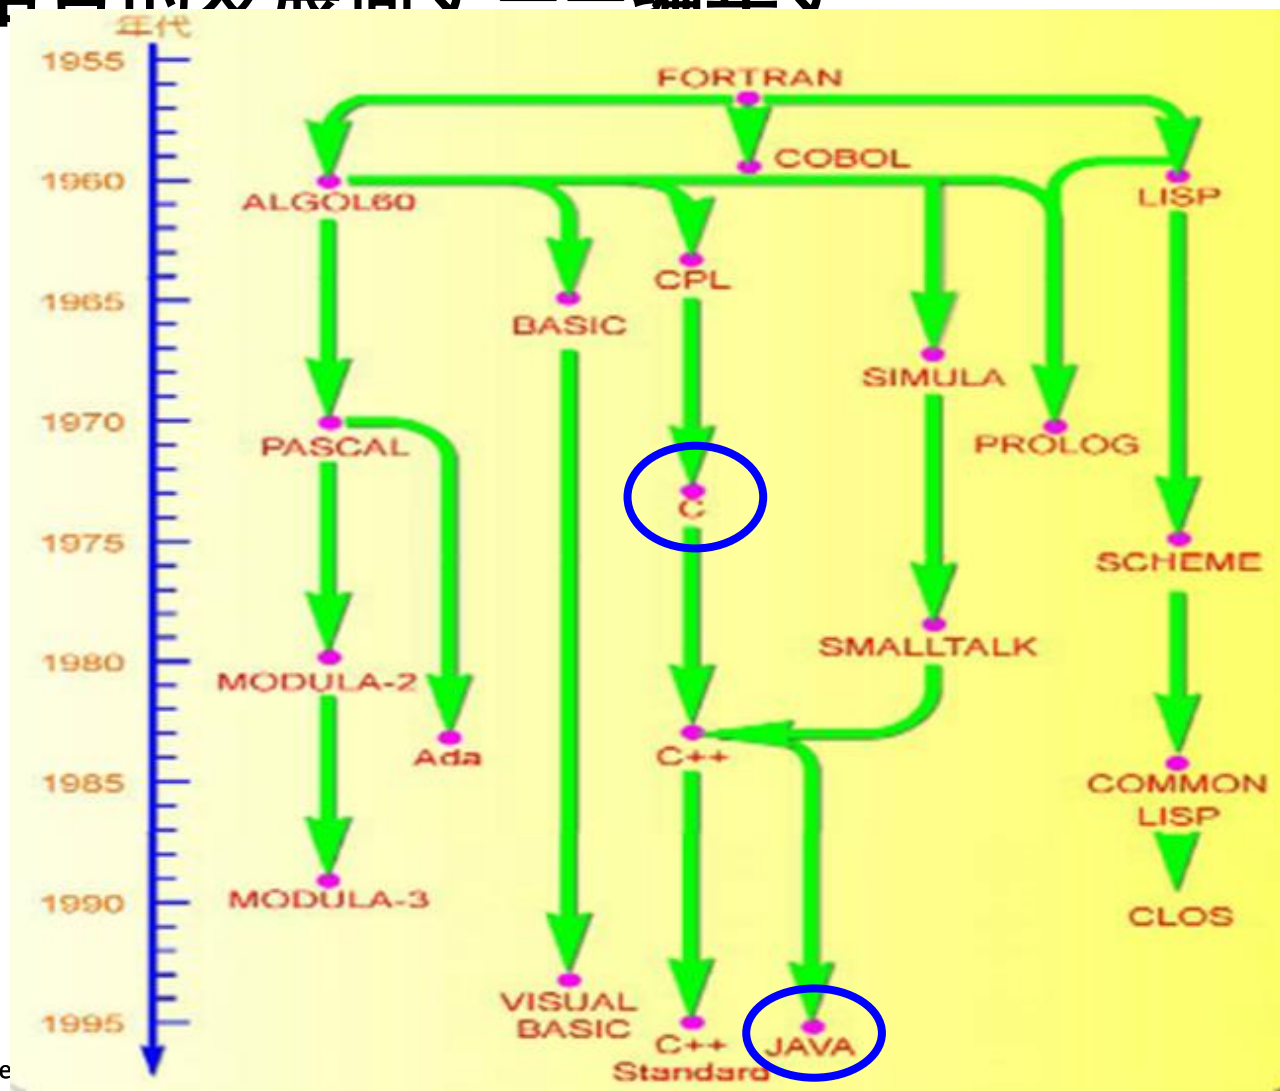 年代
1955
FORTRAN
COBOL
1960
ALGOL60
LISP
CPL
1965
BASIC
SIMULA
1970
PASCAL
PROLOG
C
1975
SCHEME
SMALLTALK
1980
MODULA-2
Ada
C++
1985
COMMON
LISP
1990
MODULA-3
CLOS
VISUAL
BASIC
1995
C++
Standard
JAVA
e